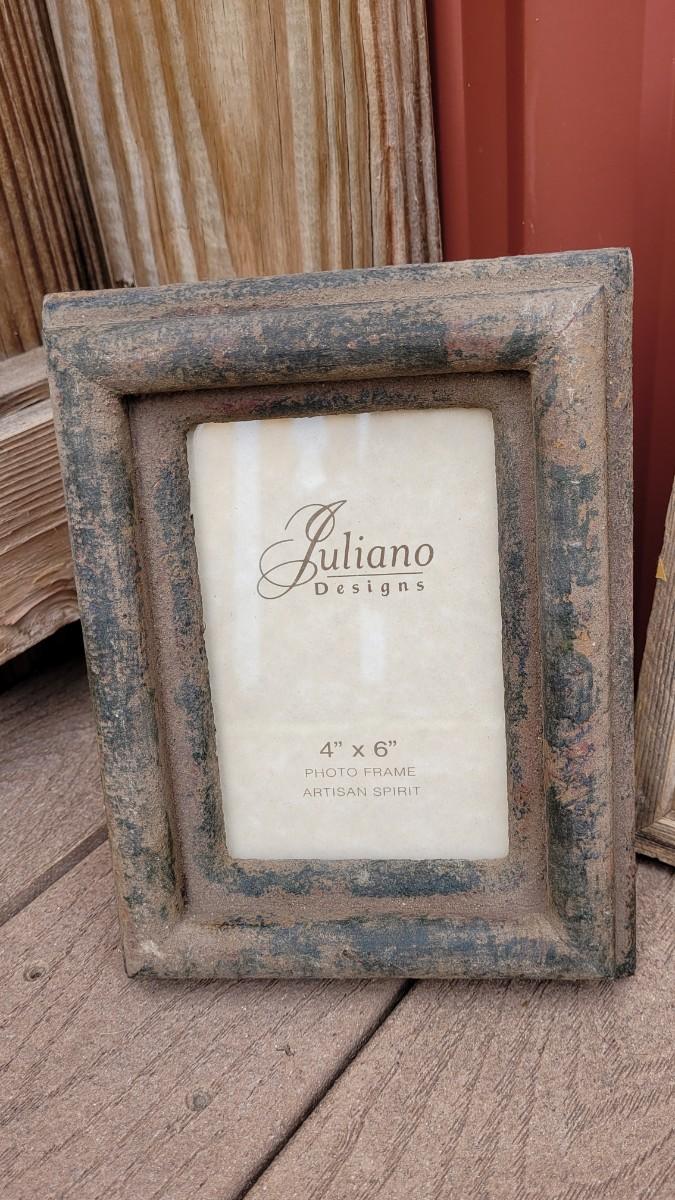 Juliano
Designs
4” x 6”
PHOTO FRAME
ARTISAN SPIRIT